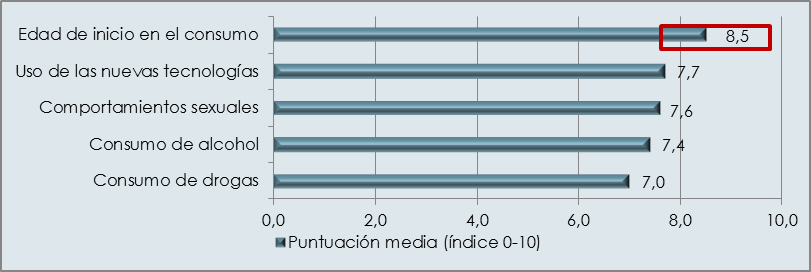 Edad de inicio en el consumo 8,5
Uso de las nuevas tecnologías 7,7
Comportamientos sexuales 7,6
Consumo de alcohol 7,4
Consumo de drogas 7,0
0,0 2,0 4,0 6,0 8,0 10,0
Puntuación media (índice 0-10)